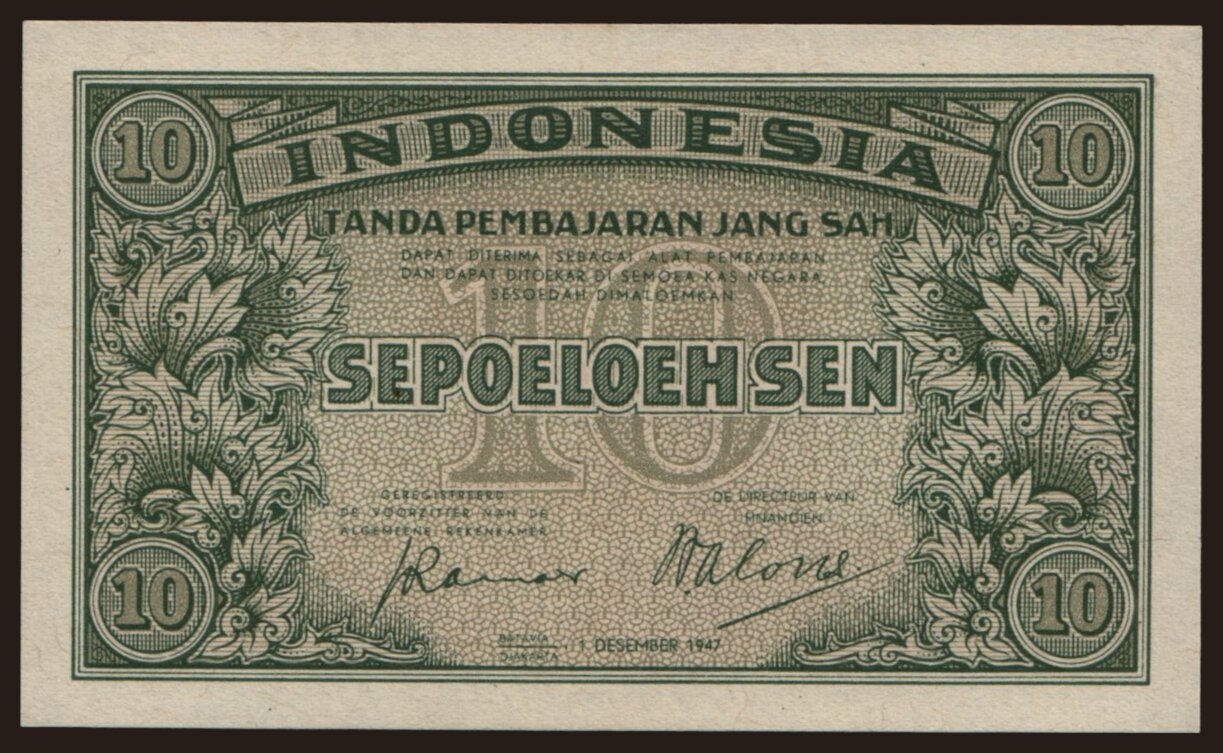 10 INDONESIA 10
TANDA PEMBAJARAN JANG SAH
DAPAT DITERIMA SEBAGAI ALAT PEMBAJARAN
DAN DAPAT DITOEKAR DI SEMOEA KAS NEGARA,
SESOEDAH DIMALOEMKAN
10
SEPOELOEH SEN
GEREGISTREERD
DE VOORZITTER VAN DE
ALGEMEENE REKENKAMER
DE DIRECTEUR VAN
FINANCIEN
10 10
BATAVIA
DJAKARTA, 1 DESEMBER 1947